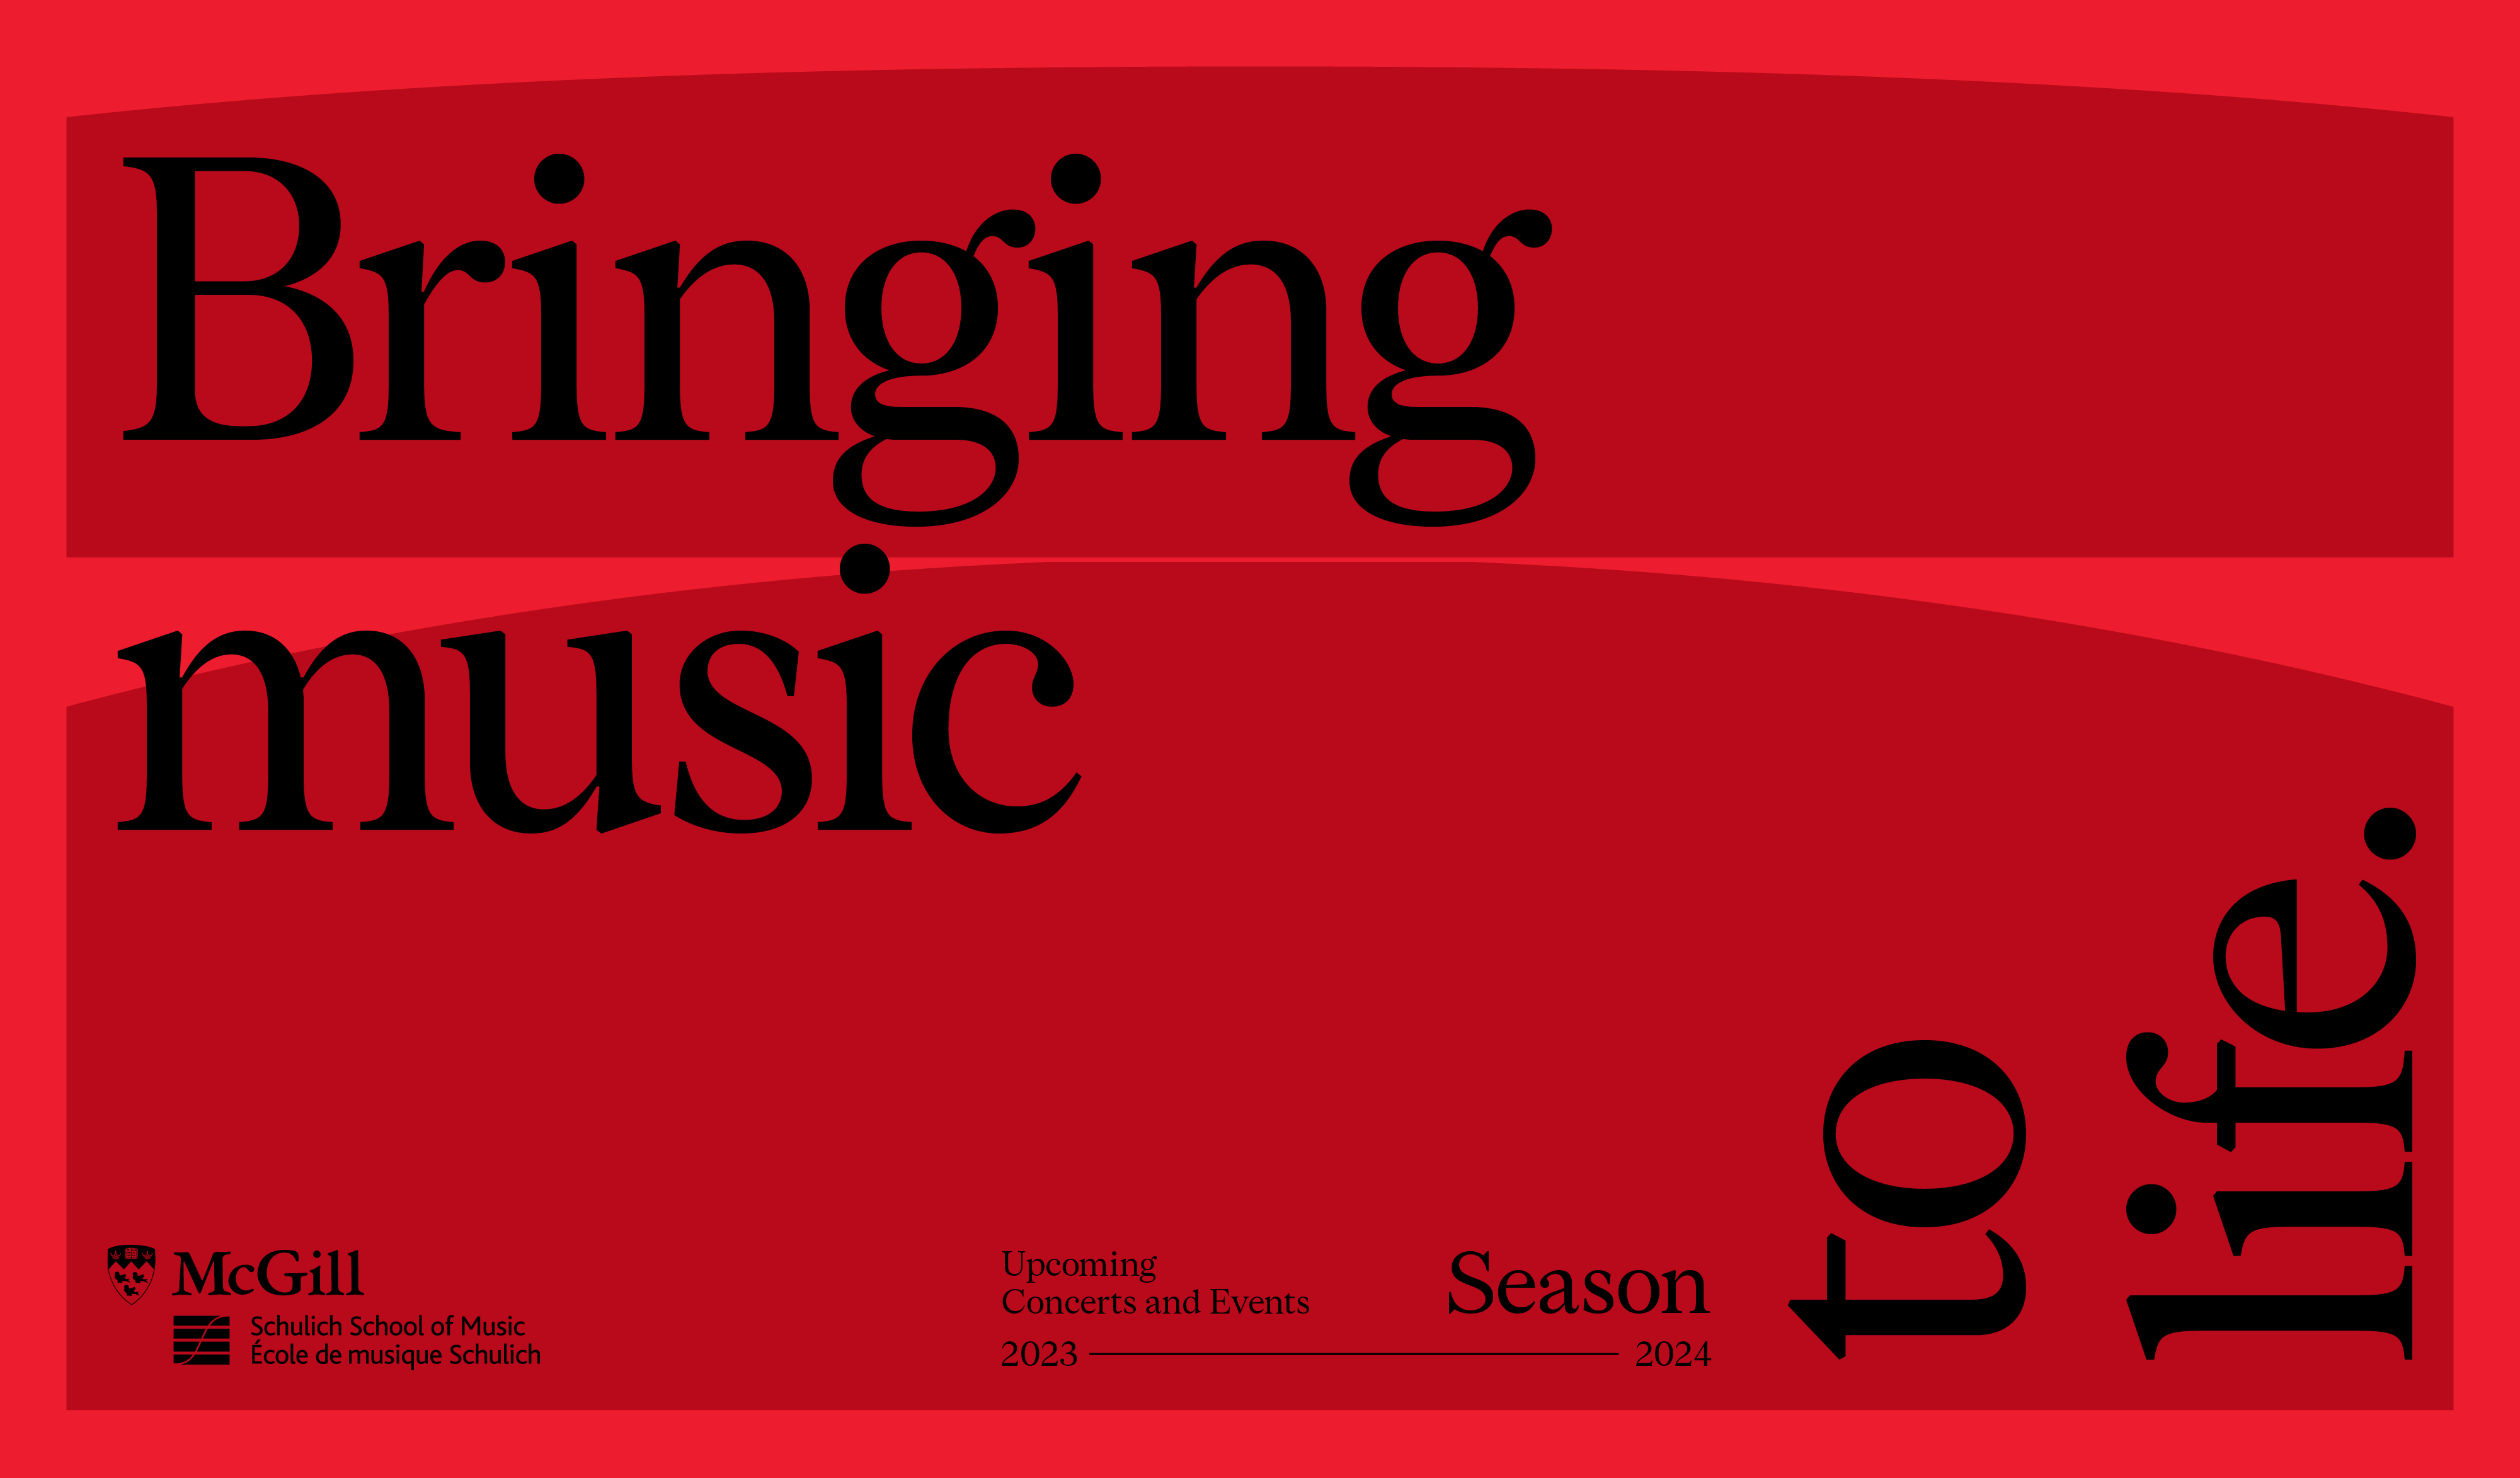 Bringing
music
to
life.
McGill
Schulich School of Music
École de musique Schulich
Upcoming
Concerts and Events
Season
2023
2024